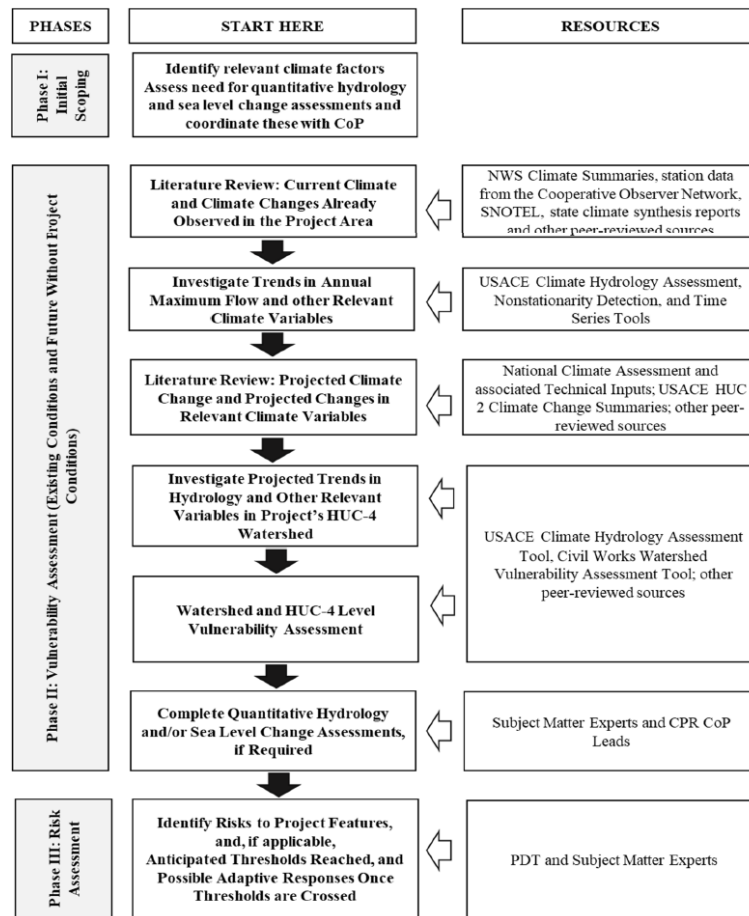 PHASES
START HERE
RESOURCES
Phase I:
Initial
Scoping
Identify relevant climate factors
Assess need for quantitative hydrology
and sea level change assessments and
coordinate these with CoP
Phase II: Vulnerability Assessment (Existing Conditions and Future Without Project
Conditions)
Literature Review: Current Climate
and Climate Changes Already
Observed in the Project Area
NWS Climate Summaries, station data
from the Cooperative Observer Network,
SNOTEL, state climate synthesis reports
and other peer-reviewed sources
Investigate Trends in Annual
Maximum Flow and other Relevant
Climate Variables
USACE Climate Hydrology Assessment,
Nonstationarity Detection, and Time
Series Tools
Literature Review: Projected Climate
Change and Projected Changes in
Relevant Climate Variables
National Climate Assessment and
associated Technical Inputs; USACE HUC
2 Climate Change Summaries; other peer-
reviewed sources
Investigate Projected Trends in
Hydrology and Other Relevant
Variables in Project's HUC-4
Watershed
USACE Climate Hydrology Assessment
Tool, Civil Works Watershed
Vulnerability Assessment Tool; other
peer-reviewed sources
Watershed and HUC-4 Level
Vulnerability Assessment
Complete Quantitative Hydrology
and/or Sea Level Change Assessments,
if Required
Subject Matter Experts and CPR CoP
Leads
Phase III: Risk
Assessment
Identify Risks to Project Features,
and, if applicable,
Anticipated Thresholds Reached, and
Possible Adaptive Responses Once
Thresholds are Crossed
PDT and Subject Matter Experts